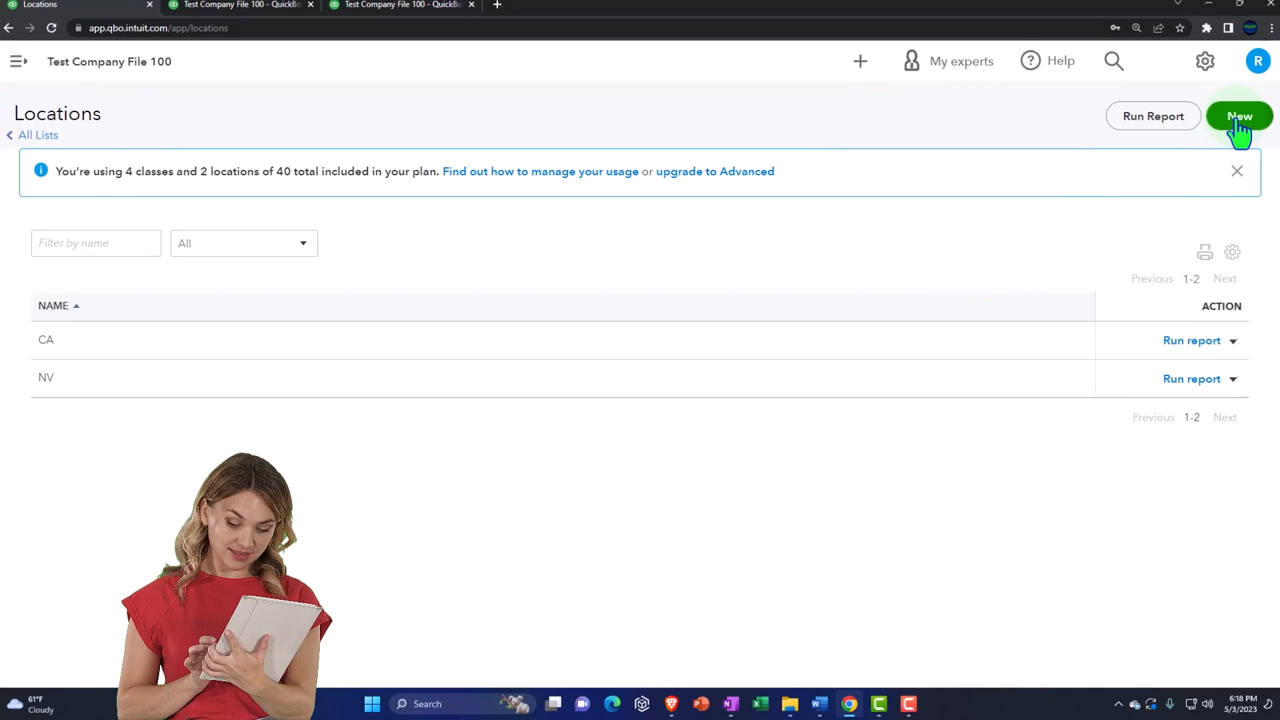 Locations
Test Company File 100 - QuickBo
Test Company File 100 - QuickBo
app.qbo.intuit.com/app/locations
Test Company File 100
My experts
Help
R
Locations
All Lists
Run Report
New
You're using 4 classes and 2 locations of 40 total included in your plan. Find out how to manage your usage or upgrade to Advanced
Filter by name
All
Previous 1-2 Next
NAME
ACTION
CA
Run report
NV
Run report
Previous 1-2 Next
61°F
Cloudy
Search
6:18 PM
5/3/2023